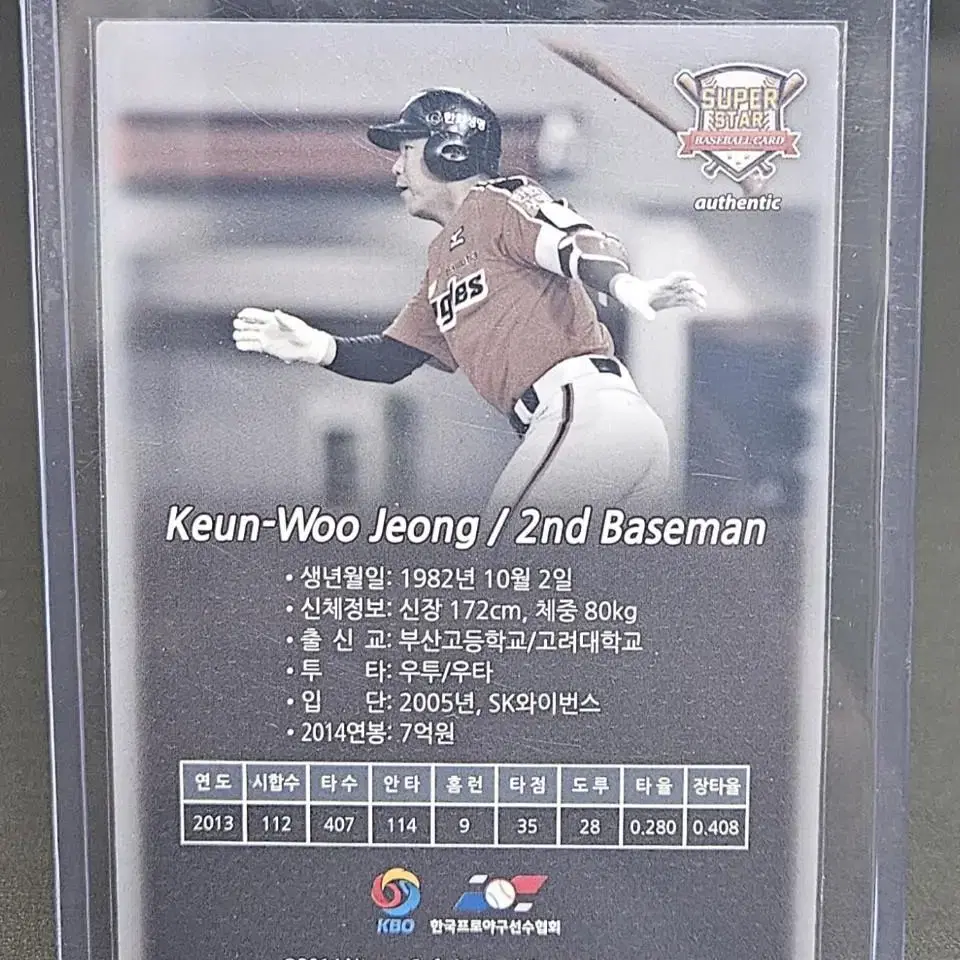 SUPER
STAR
BASEBALL CARD
authentic
한화생명
Keun-Woo Jeong / 2nd Baseman
• 생년월일: 1982년 10월 2일
• 신체정보: 신장 172cm, 체중 80kg
• 출 신 교: 부산고등학교/고려대학교
• 투 타: 우투/우타
• 입 단: 2005년, SK와이번스
• 2014연봉: 7억원
연도 시합수 타수 안타 홈런 타점 도루 타율 장타율
2013 112 407 114 9 35 28 0.280 0.408
KBO 한국프로야구선수협회